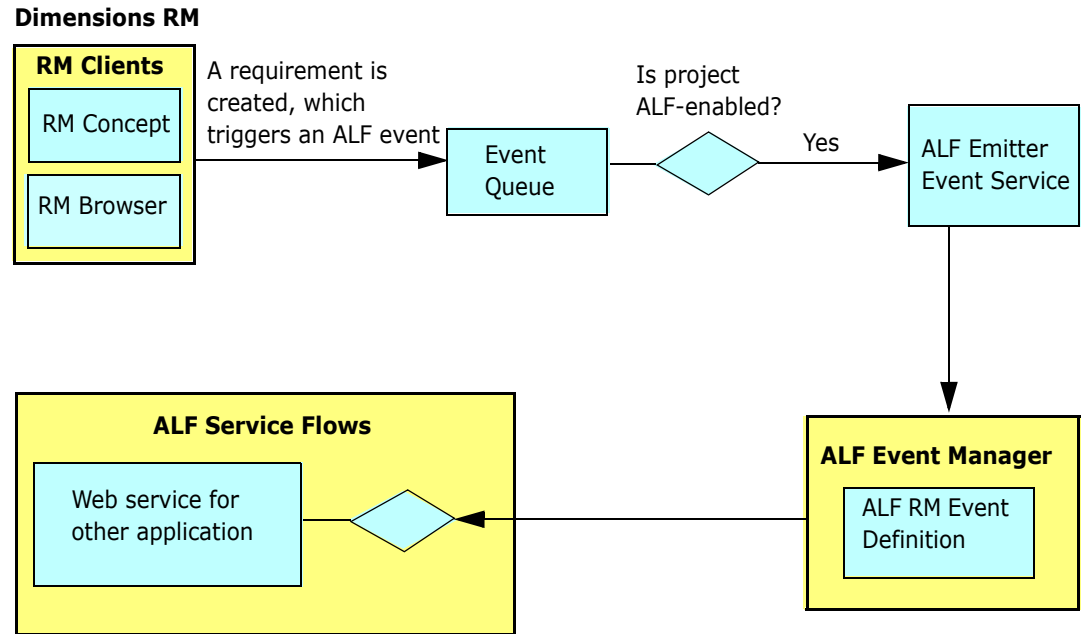 Dimensions RM
RM Clients
RM Concept
RM Browser
A requirement is
created, which
triggers an ALF event
Event
Queue
Is project
ALF-enabled?
Yes
ALF Emitter
Event Service
ALF Service Flows
Web service for
other application
ALF Event Manager
ALF RM Event
Definition